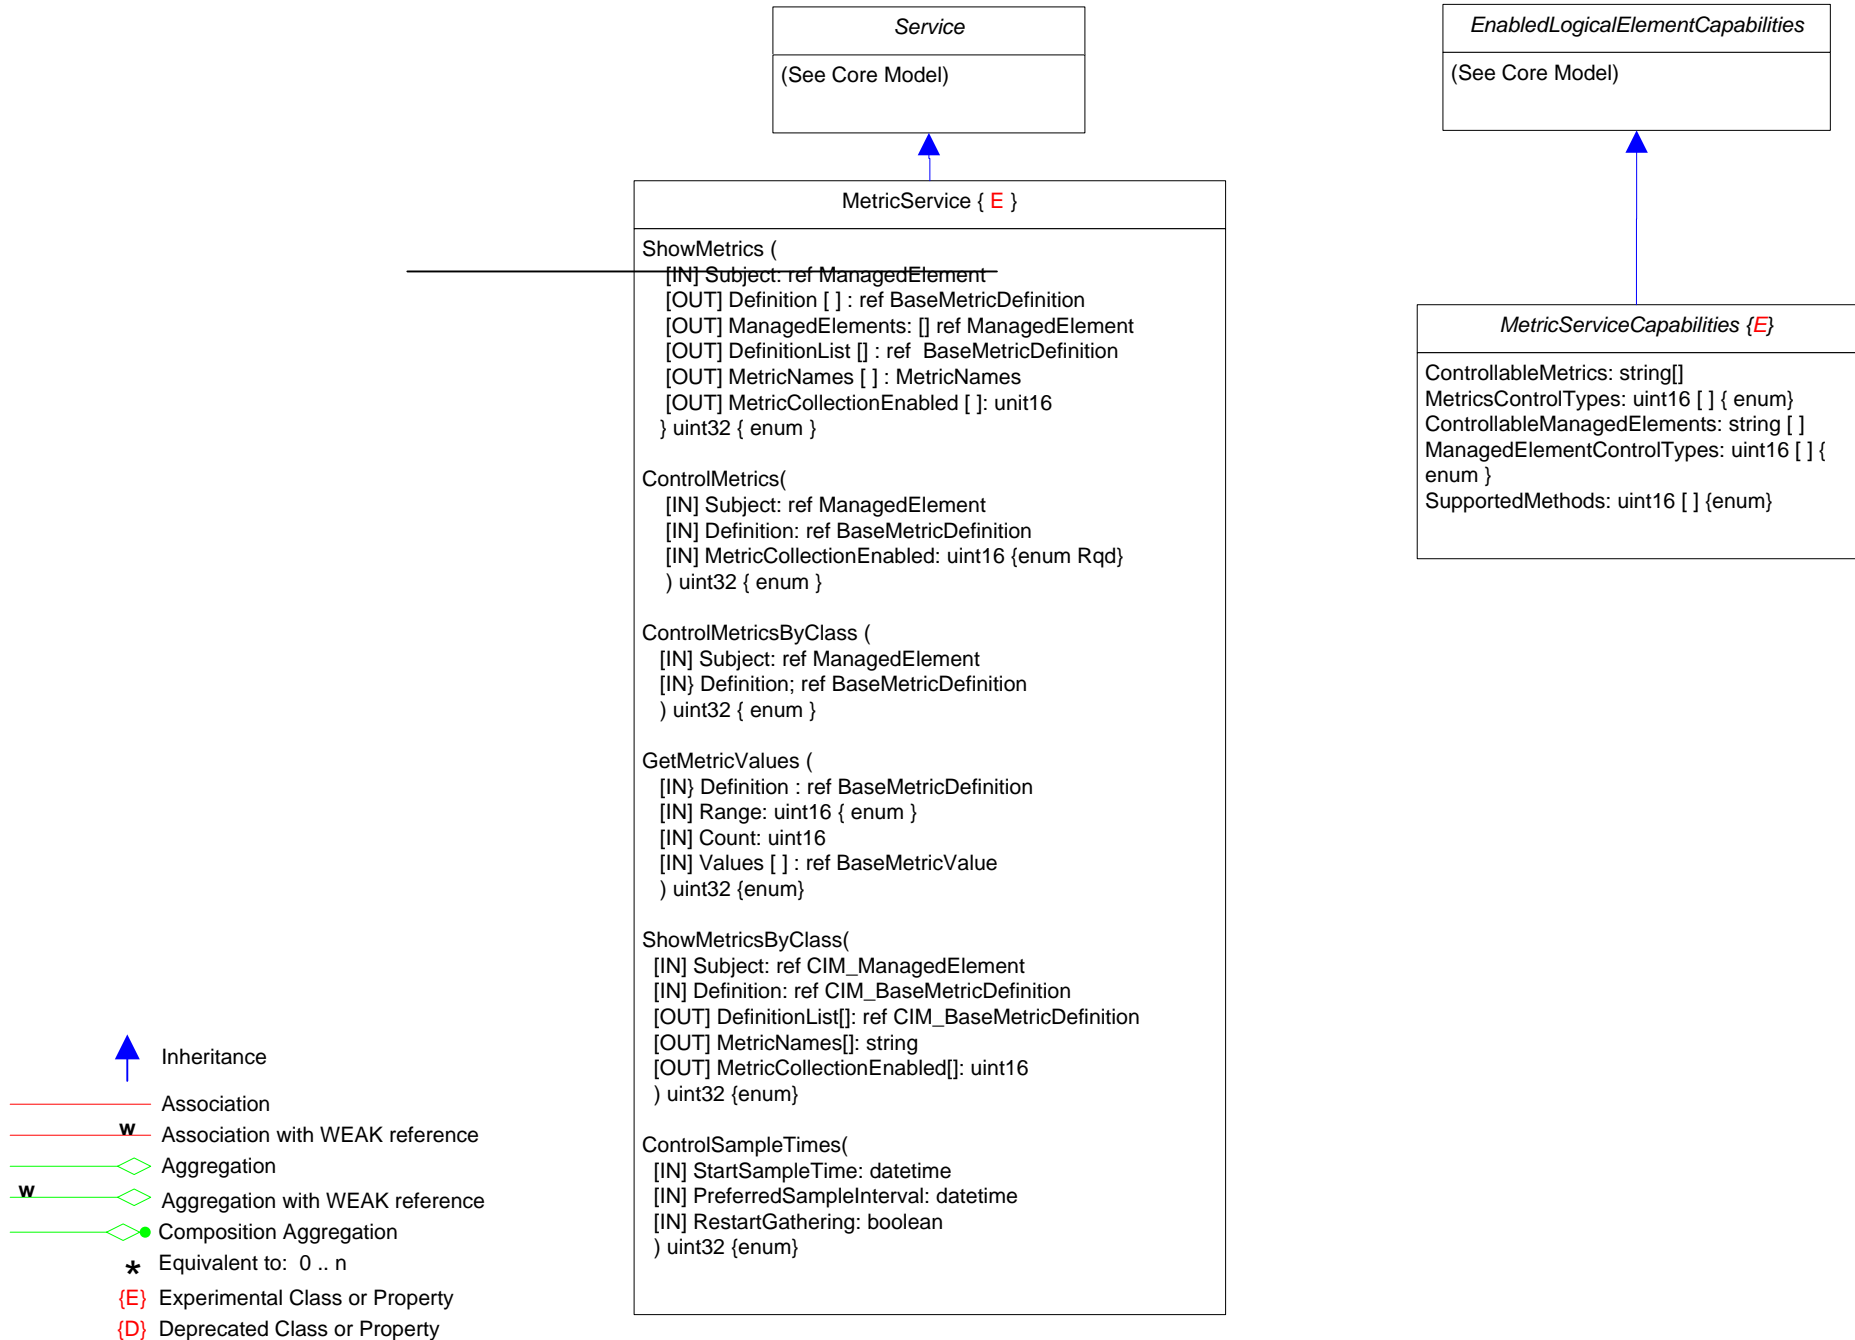 Service
(See Core Model)
EnabledLogicalElementCapabilities
(See Core Model)
MetricService { E }
ShowMetrics (
[IN] Subject: ref ManagedElement
[OUT] Definition [ ] : ref BaseMetricDefinition
[OUT] ManagedElements: [] ref ManagedElement
[OUT] DefinitionList [] : ref  BaseMetricDefinition
[OUT] MetricNames [ ] : MetricNames
[OUT] MetricCollectionEnabled [ ]: unit16
} uint32 { enum }
ControlMetrics(
[IN] Subject: ref ManagedElement
[IN] Definition: ref BaseMetricDefinition
[IN] MetricCollectionEnabled: uint16 {enum Rqd}
) uint32 { enum }
ControlMetricsByClass (
[IN] Subject: ref ManagedElement
[IN} Definition; ref BaseMetricDefinition
) uint32 { enum }
GetMetricValues (
[IN} Definition : ref BaseMetricDefinition
[IN] Range: uint16 { enum }
[IN] Count: uint16
[IN] Values [ ] : ref BaseMetricValue
) uint32 {enum}
ShowMetricsByClass(
[IN] Subject: ref CIM_ManagedElement
[IN] Definition: ref CIM_BaseMetricDefinition
[OUT] DefinitionList[]: ref CIM_BaseMetricDefinition
[OUT] MetricNames[]: string
[OUT] MetricCollectionEnabled[]: uint16
) uint32 {enum}
ControlSampleTimes(
[IN] StartSampleTime: datetime
[IN] PreferredSampleInterval: datetime
[IN] RestartGathering: boolean
) uint32 {enum}
MetricServiceCapabilities {E}
ControllableMetrics: string[]
MetricsControlTypes: uint16 [ ] { enum}
ControllableManagedElements: string [ ]
ManagedElementControlTypes: uint16 [ ] {
enum }
SupportedMethods: uint16 [ ] {enum}
Inheritance
Association
w Association with WEAK reference
Aggregation
w Aggregation with WEAK reference
Composition Aggregation
* Equivalent to:  0 .. n
{E} Experimental Class or Property
{D} Deprecated Class or Property